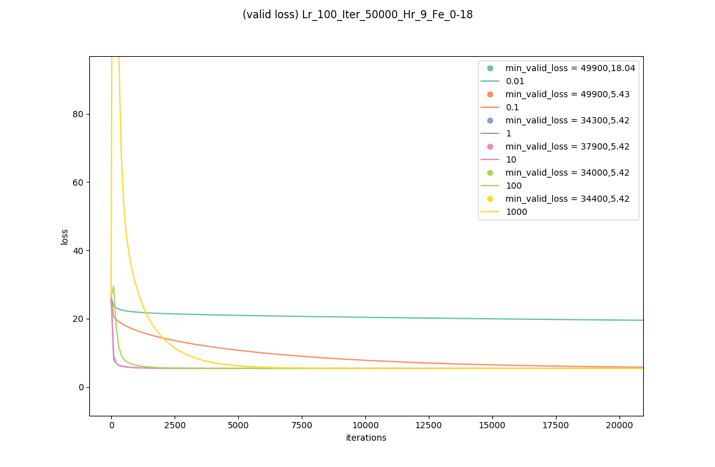 (valid loss) Lr_100_Iter_50000_Hr_9_Fe_0-18
min_valid_loss = 49900,18.04
0.01
min_valid_loss = 49900,5.43
0.1
min_valid_loss = 34300,5.42
1
min_valid_loss = 37900,5.42
10
min_valid_loss = 34000,5.42
100
min_valid_loss = 34400,5.42
1000
80
60
40
20
0
loss
0 2500 5000 7500 10000 12500 15000 17500 20000
iterations